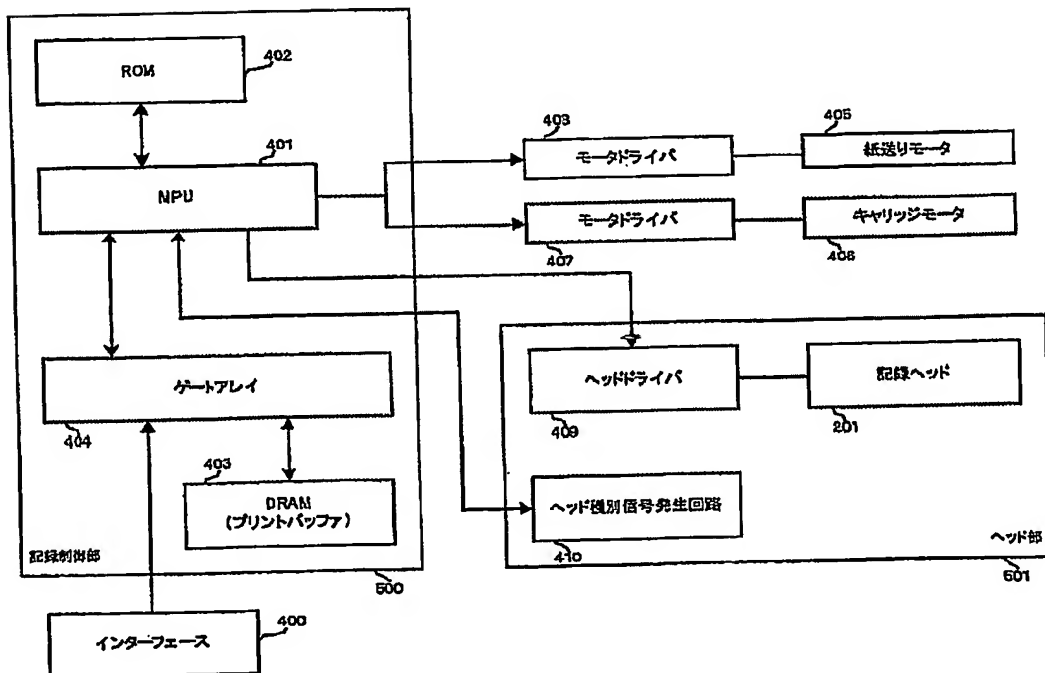 ROM
402
401
MPU
403
モータドライバ
405
紙送りモータ
モータドライバ
407
キャリッジモータ
406
ゲートアレイ
404
ヘッドドライバ
409
記録ヘッド
201
403
DRAM
(プリントバッファ)
ヘッド種別信号発生回路
410
記録制御部
500
ヘッド部
501
インターフェース
400